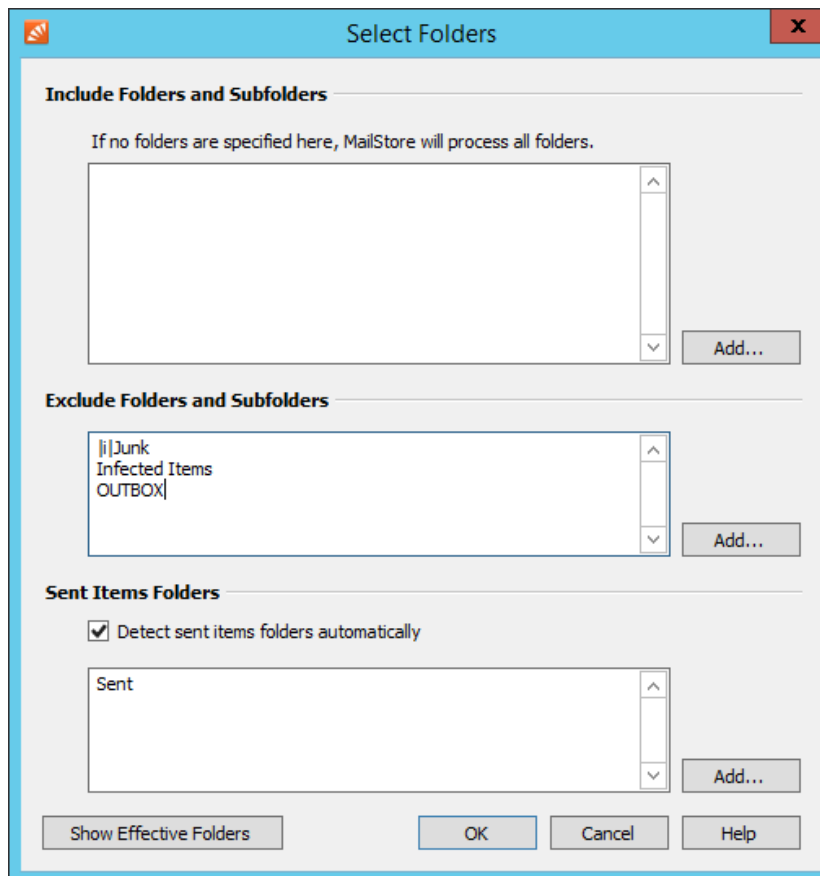 Select Folders
x
Include Folders and Subfolders
If no folders are specified here, MailStore will process all folders.
Add...
Exclude Folders and Subfolders
|i|Junk
Infected Items
OUTBOX
Add...
Sent Items Folders
Detect sent items folders automatically
Sent
Add...
Show Effective Folders OK Cancel Help